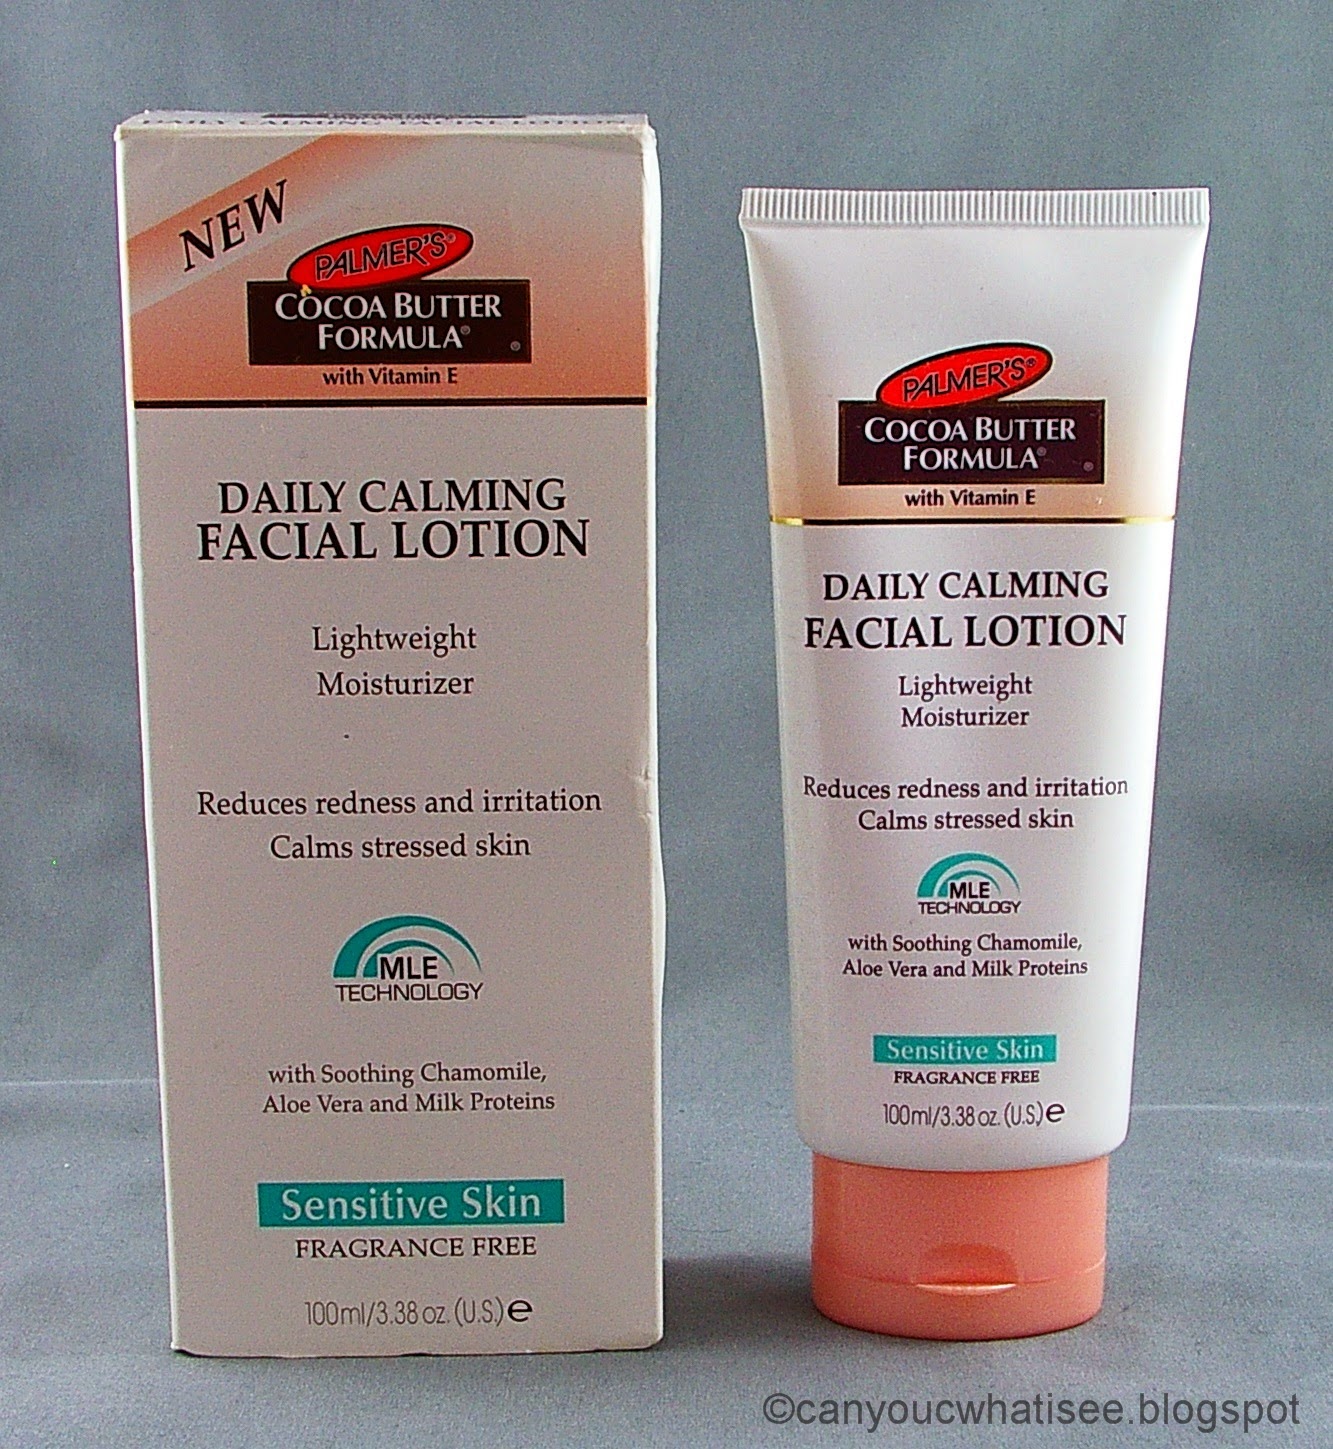 DAILY CALMING FACIAL LOTION
NEW
PALMER'S®
COCOA BUTTER
FORMULA®
®
with Vitamin E
DAILY CALMING
FACIAL LOTION
Lightweight
Moisturizer
Reduces redness and irritation
Calms stressed skin
MLE
TECHNOLOGY
with Soothing Chamomile,
Aloe Vera and Milk Proteins
Sensitive Skin
FRAGRANCE FREE
100ml/3.38 oz. (U.S.) ℮
PALMER'S®
COCOA BUTTER
FORMULA®
®
with Vitamin E
DAILY CALMING
FACIAL LOTION
Lightweight
Moisturizer
Reduces redness and irritation
Calms stressed skin
MLE
TECHNOLOGY
with Soothing Chamomile,
Aloe Vera and Milk Proteins
Sensitive Skin
FRAGRANCE FREE
100ml/3.38 oz. (U.S.) ℮
©canyoucwhatisee.blogspot